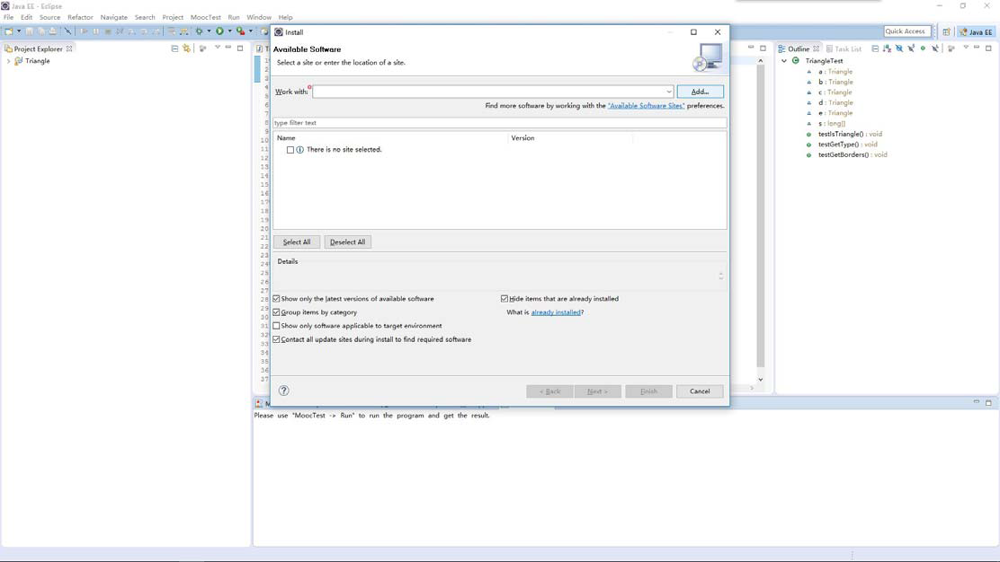 Java EE - Eclipse
File Edit Source Refactor Navigate Search Project MoocTest Run Window Help
Quick Access
Java EE
Project Explorer
Triangle
Install
Available Software
Select a site or enter the location of a site.
Work with:
Add...
Find more software by working with the "Available Software Sites" preferences.
type filter text
Name Version
There is no site selected.
Select All Deselect All
Details
Show only the latest versions of available software
Hide items that are already installed
Group items by category
What is already installed?
Show only software applicable to target environment
Contact all update sites during install to find required software
< Back Next > Finish Cancel
8
9
10
11
12
13
14
15
16
17
18
19
20
21
22
23
24
25
26
27
28
29
30
31
32
33
34
35
36
37
Outline Task List
TriangleTest
a : Triangle
b : Triangle
c : Triangle
d : Triangle
e : Triangle
s : long[]
testIsTriangle() : void
testGetType() : void
testGetBorders() : void
Please use "MoocTest -> Run" to run the program and get the result.